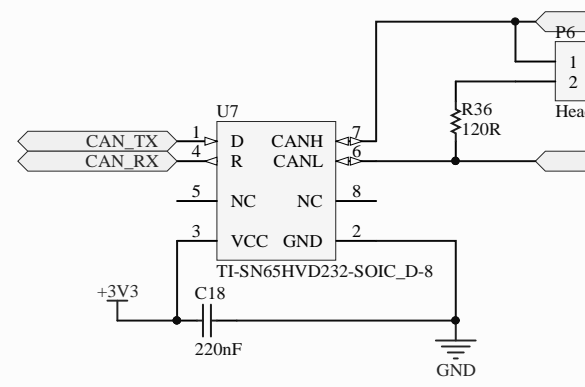 P6
1
2
Hea
R36
120R
U7
CAN_TX
1
D
CANH
7
CAN_RX
4
R
CANL
6
5
NC
NC
8
3
VCC
GND
2
TI-SN65HVD232-SOIC_D-8
+3V3
C18
220nF
GND